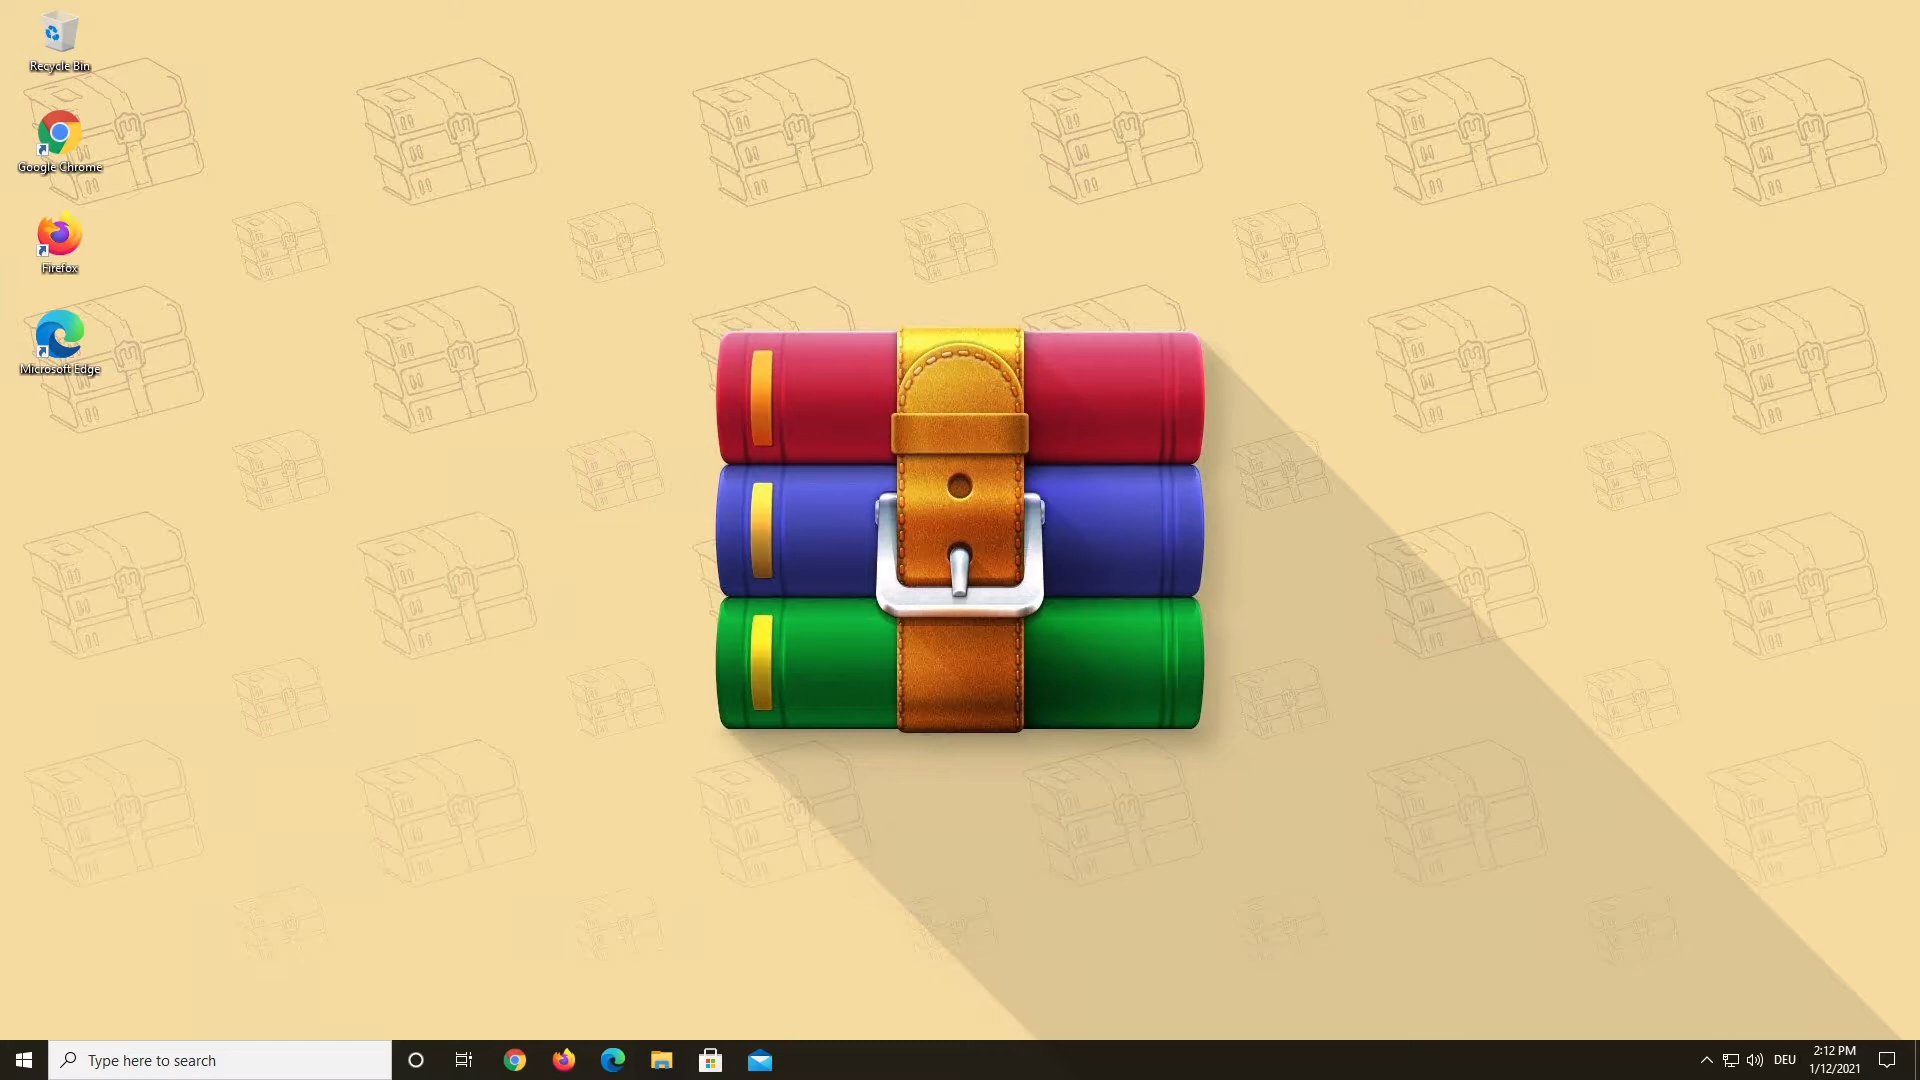 Recycle Bin
Google Chrome
Firefox
Microsoft Edge
Type here to search
DEU
2:12 PM
1/12/2021